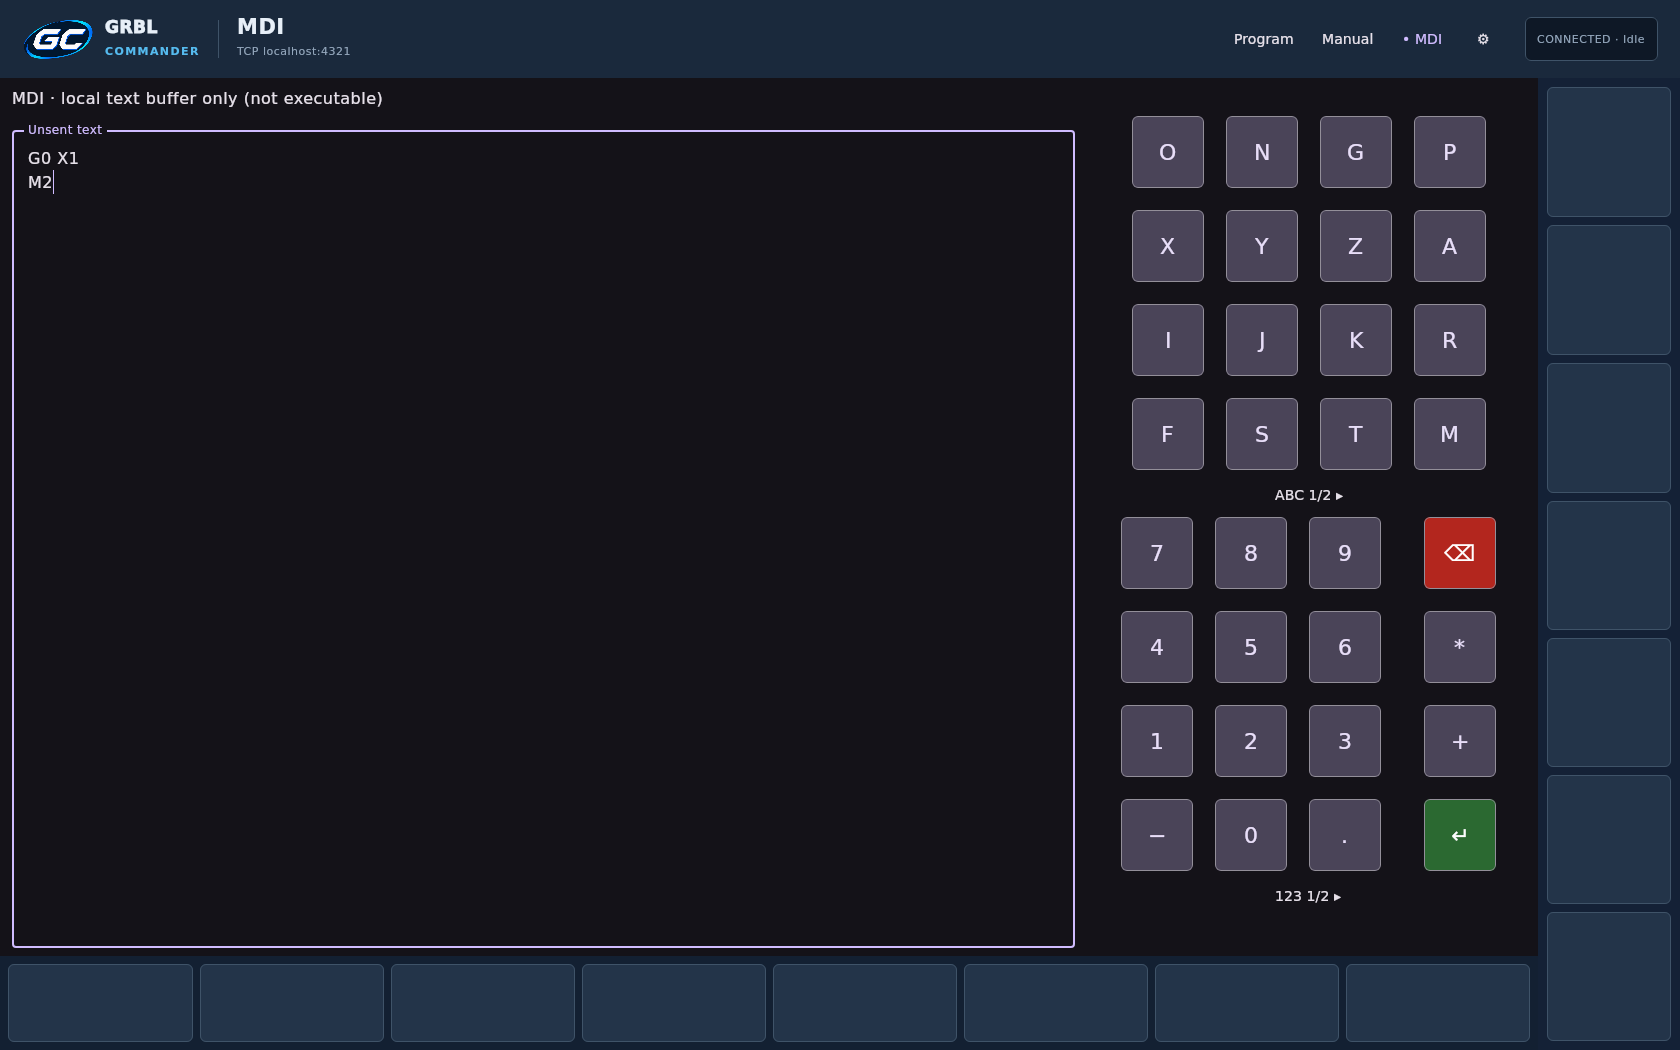 GC
GRBL
COMMANDER
MDI
TCP localhost:4321
Program
Manual
• MDI
⚙
CONNECTED · Idle
MDI · local text buffer only (not executable)
Unsent text
G0 X1
M2
O N G P
X Y Z A
I J K R
F S T M
ABC 1/2 ▸
7 8 9 ⌫
4 5 6 *
1 2 3 +
− 0 . ↵
123 1/2 ▸